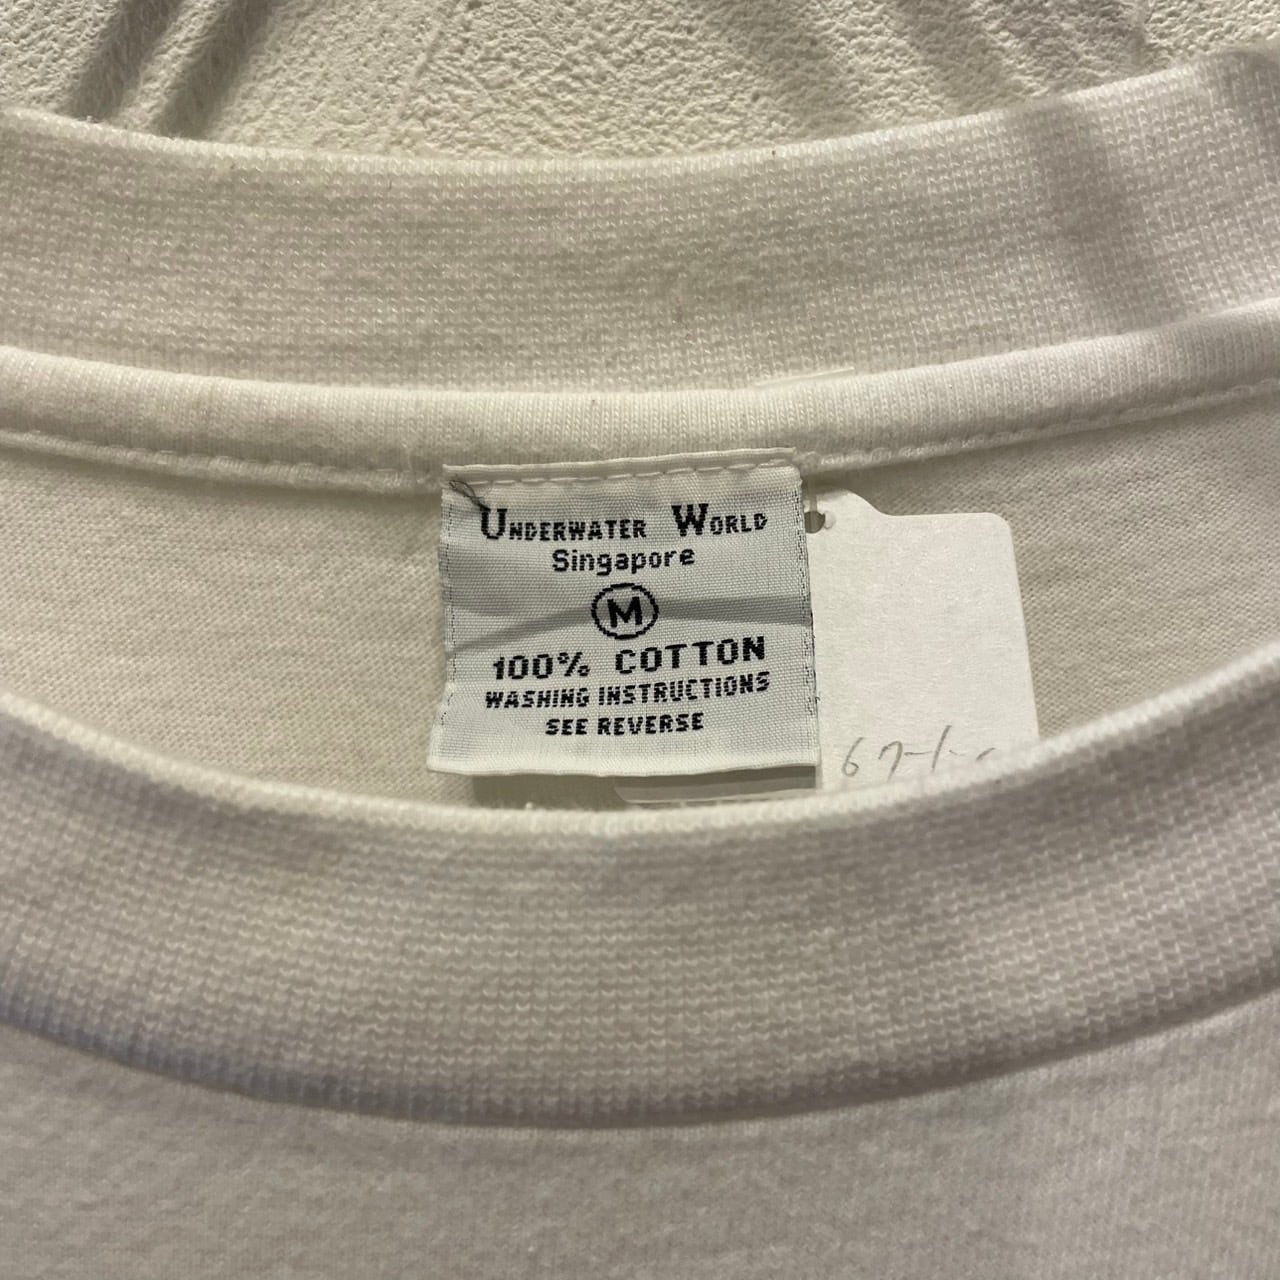 UNDERWATER WORLD
Singapore
M
100% COTTON
WASHING INSTRUCTIONS
SEE REVERSE